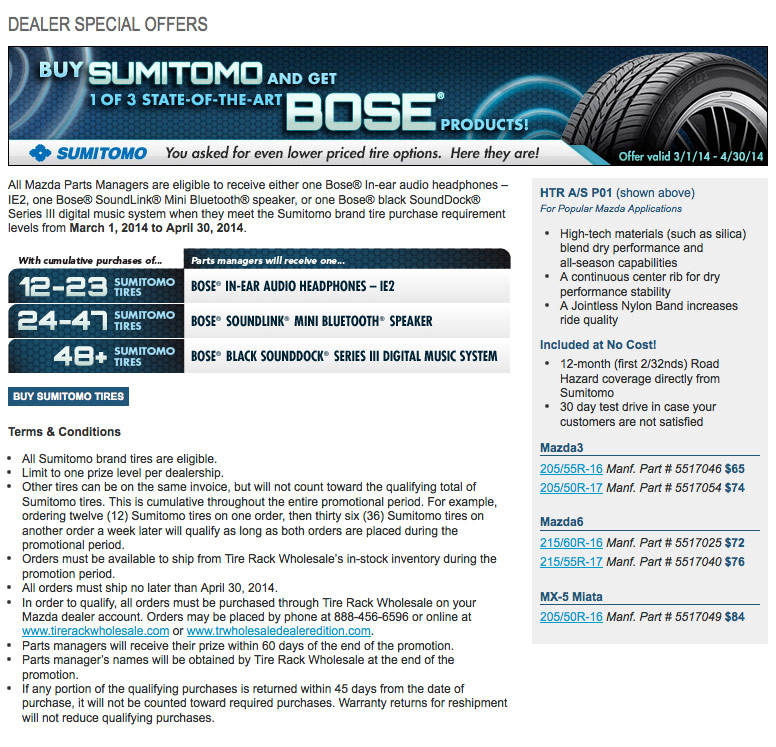 DEALER SPECIAL OFFERS
BUY SUMITOMO AND GET
1 OF 3 STATE-OF-THE-ART BOSE® PRODUCTS!
SUMITOMO You asked for even lower priced tire options. Here they are!
Offer valid 3/1/14 - 4/30/14
All Mazda Parts Managers are eligible to receive either one Bose® In-ear audio headphones –
IE2, one Bose® SoundLink® Mini Bluetooth® speaker, or one Bose® black SoundDock®
Series III digital music system when they meet the Sumitomo brand tire purchase requirement
levels from March 1, 2014 to April 30, 2014.
With cumulative purchases of... Parts managers will receive one...
12-23 SUMITOMO TIRES BOSE® IN-EAR AUDIO HEADPHONES – IE2
24-47 SUMITOMO TIRES BOSE® SOUNDLINK® MINI BLUETOOTH® SPEAKER
48+ SUMITOMO TIRES BOSE® BLACK SOUNDDOCK® SERIES III DIGITAL MUSIC SYSTEM
BUY SUMITOMO TIRES
Terms & Conditions
• All Sumitomo brand tires are eligible.
• Limit to one prize level per dealership.
• Other tires can be on the same invoice, but will not count toward the qualifying total of
Sumitomo tires. This is cumulative throughout the entire promotional period. For example,
ordering twelve (12) Sumitomo tires on one order, then thirty six (36) Sumitomo tires on
another order a week later will qualify as long as both orders are placed during the
promotional period.
• Orders must be available to ship from Tire Rack Wholesale's in-stock inventory during the
promotion period.
• All orders must ship no later than April 30, 2014.
• In order to qualify, all orders must be purchased through Tire Rack Wholesale on your
Mazda dealer account. Orders may be placed by phone at 888-456-6596 or online at
www.tirerackwholesale.com or www.trwholesaledealeredition.com.
• Parts managers will receive their prize within 60 days of the end of the promotion.
• Parts manager's names will be obtained by Tire Rack Wholesale at the end of the
promotion.
• If any portion of the qualifying purchases is returned within 45 days from the date of
purchase, it will not be counted toward required purchases. Warranty returns for reshipment
will not reduce qualifying purchases.
HTR A/S P01 (shown above)
For Popular Mazda Applications
• High-tech materials (such as silica)
blend dry performance and
all-season capabilities
• A continuous center rib for dry
performance stability
• A Jointless Nylon Band increases
ride quality
Included at No Cost!
• 12-month (first 2/32nds) Road
Hazard coverage directly from
Sumitomo
• 30 day test drive in case your
customers are not satisfied
Mazda3
205/55R-16 Manf. Part # 5517046 $65
205/50R-17 Manf. Part # 5517054 $74
Mazda6
215/60R-16 Manf. Part # 5517025 $72
215/55R-17 Manf. Part # 5517040 $76
MX-5 Miata
205/50R-16 Manf. Part # 5517049 $84